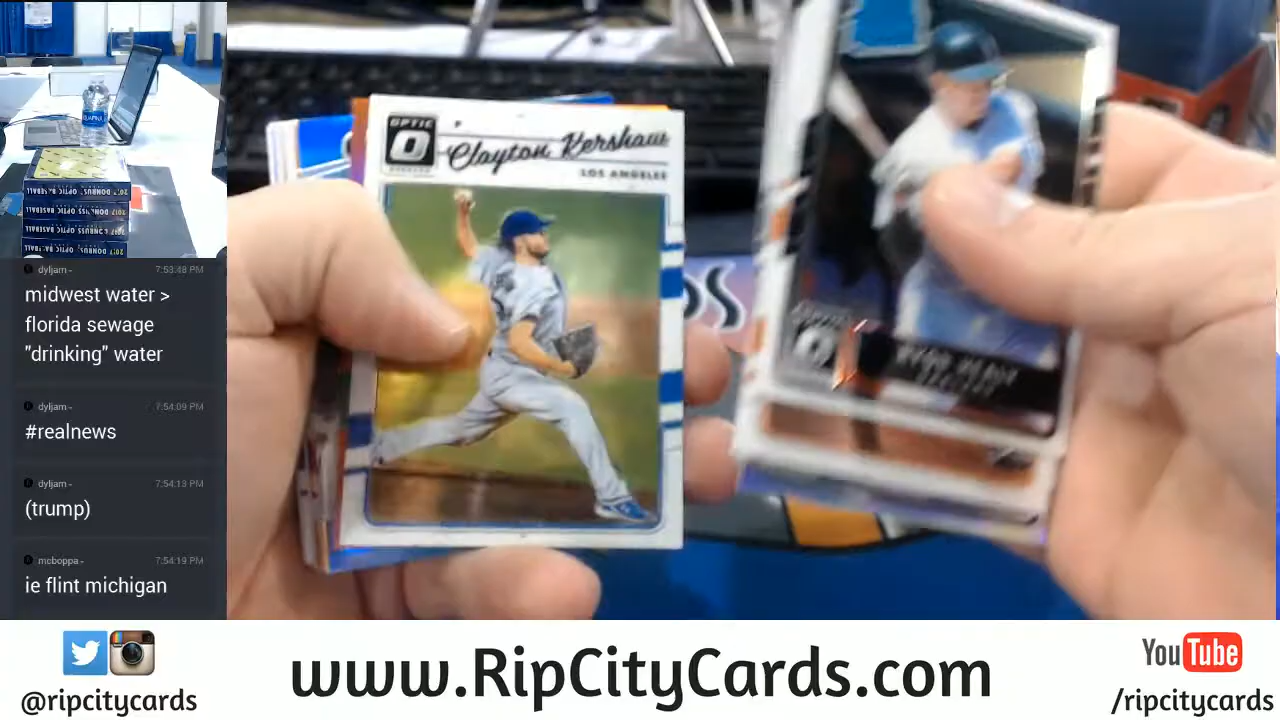 dyljam- 7:53:48 PM
midwest water >
florida sewage
"drinking" water
dyljam- 7:54:09 PM
#realnews
dyljam- 7:54:13 PM
(trump)
mcboppa- 7:54:19 PM
ie flint michigan
OPTIC
Clayton Kershaw
LOS ANGELES
@ripcitycards
www.RipCityCards.com
You Tube
/ripcitycards